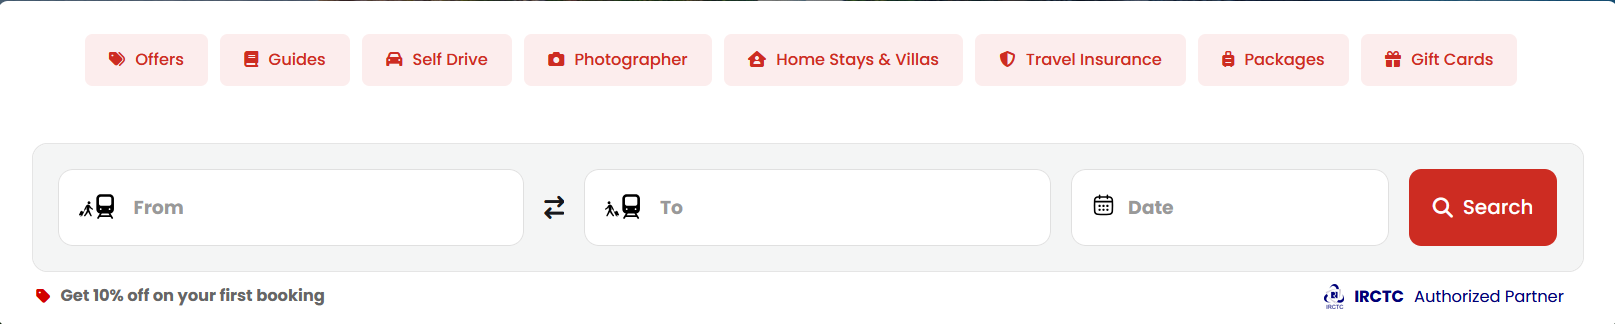 Offers Guides Self Drive Photographer Home Stays & Villas Travel Insurance Packages Gift Cards
From To Date Search
Get 10% off on your first booking IRCTC IRCTC Authorized Partner